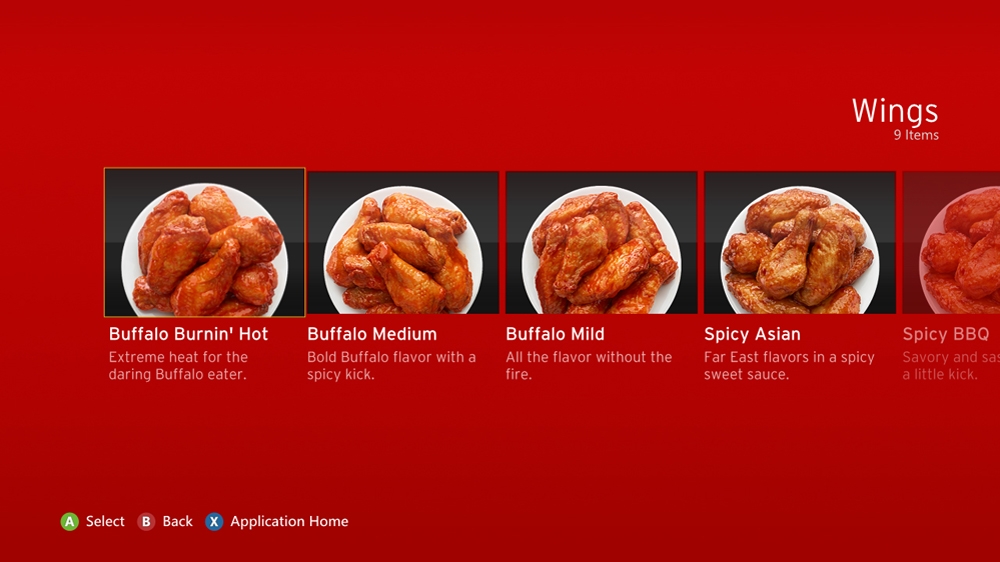 Wings
9 Items
Buffalo Burnin' Hot
Extreme heat for the
daring Buffalo eater.
Buffalo Medium
Bold Buffalo flavor with a
spicy kick.
Buffalo Mild
All the flavor without the
fire.
Spicy Asian
Far East flavors in a spicy
sweet sauce.
Spicy BBQ
Savory and
a little kick.
A Select B Back X Application Home